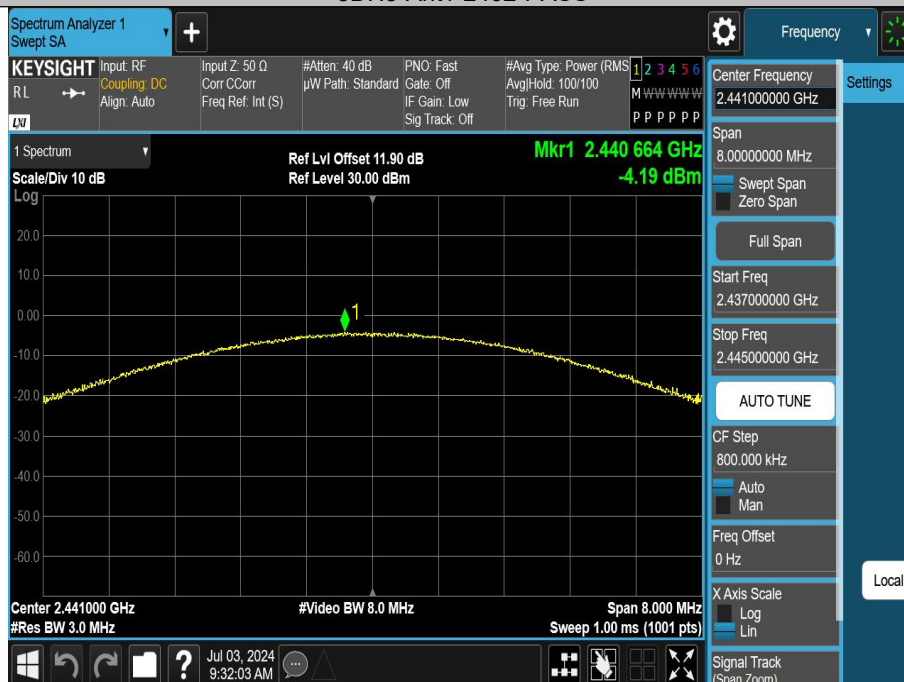 Spectrum Analyzer 1
Swept SA
Frequency
KEYSIGHT
RL
LXI
Input: RF
Coupling: DC
Align: Auto
Input Z: 50 Ω
Corr CCorr
Freq Ref: Int (S)
#Atten: 40 dB
µW Path: Standard
PNO: Fast
Gate: Off
IF Gain: Low
Sig Track: Off
#Avg Type: Power (RMS
Avg|Hold: 100/100
Trig: Free Run
1 2 3 4 5 6
M W W W W W
P P P P P P
1 Spectrum
Scale/Div 10 dB
Ref Lvl Offset 11.90 dB
Ref Level 30.00 dBm
Mkr1 2.440 664 GHz
-4.19 dBm
Log
20.0
10.0
0.00
-10.0
-20.0
-30.0
-40.0
-50.0
-60.0
1
Center 2.441000 GHz
#Res BW 3.0 MHz
#Video BW 8.0 MHz
Span 8.000 MHz
Sweep 1.00 ms (1001 pts)
Jul 03, 2024
9:32:03 AM
Center Frequency
2.441000000 GHz
Settings
Span
8.00000000 MHz
Swept Span
Zero Span
Full Span
Start Freq
2.437000000 GHz
Stop Freq
2.445000000 GHz
AUTO TUNE
CF Step
800.000 kHz
Auto
Man
Freq Offset
0 Hz
Local
X Axis Scale
Log
Lin
Signal Track
(Span Zoom)